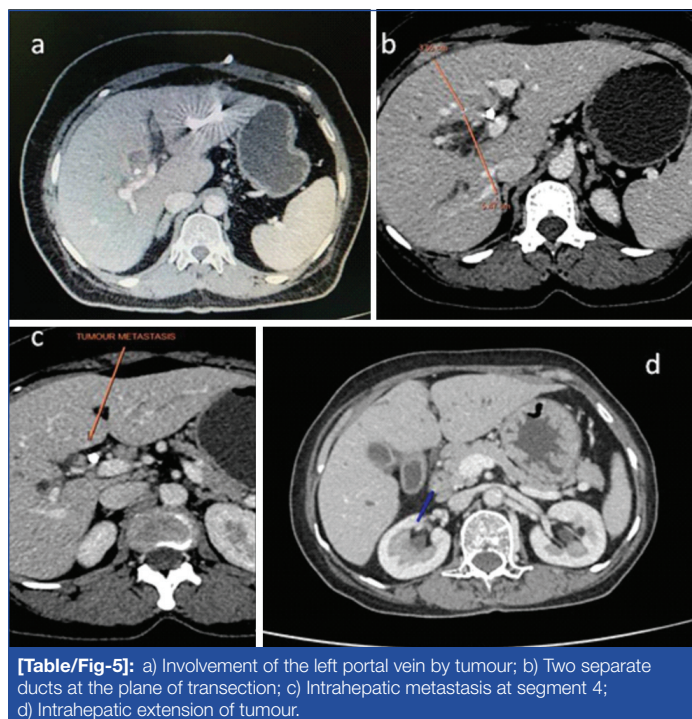 a
b
c
TUMOUR METASTASIS
d
[Table/Fig-5]: a) Involvement of the left portal vein by tumour; b) Two separate
ducts at the plane of transection; c) Intrahepatic metastasis at segment 4;
d) Intrahepatic extension of tumour.